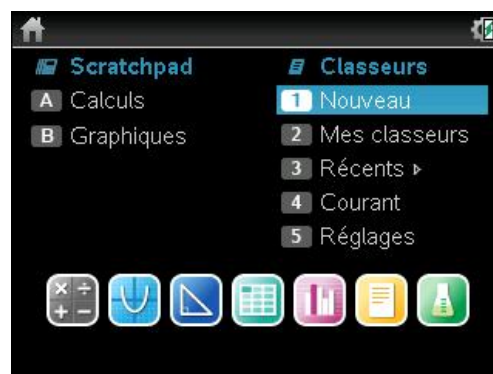 Scratchpad
A Calculs
B Graphiques
Classeurs
1 Nouveau
2 Mes classeurs
3 Récents ▸
4 Courant
5 Réglages